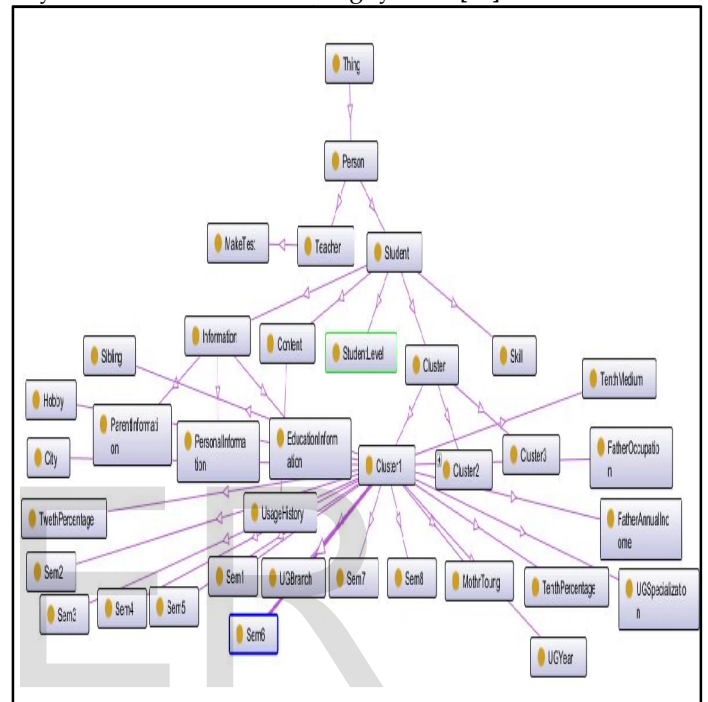 Thing
Person
MakeTest
Teacher
Student
Information
Content
StudentLevel
Cluster
Skill
Sibling
TenthMedium
Hobby
ParentInformati
on
PersonalInforma
tion
EducationInform
ation
Cluster1
Cluster2
Cluster3
FatherOccupatio
n
City
TwethPercentage
UsageHistory
FatherAnnualInc
ome
Sem2
Sem1
UGBranch
Sem7
Sem8
MothrToung
TenthPercentage
UGSpecializatio
n
Sem3
Sem4
Sem5
Sem6
UGYear
ER